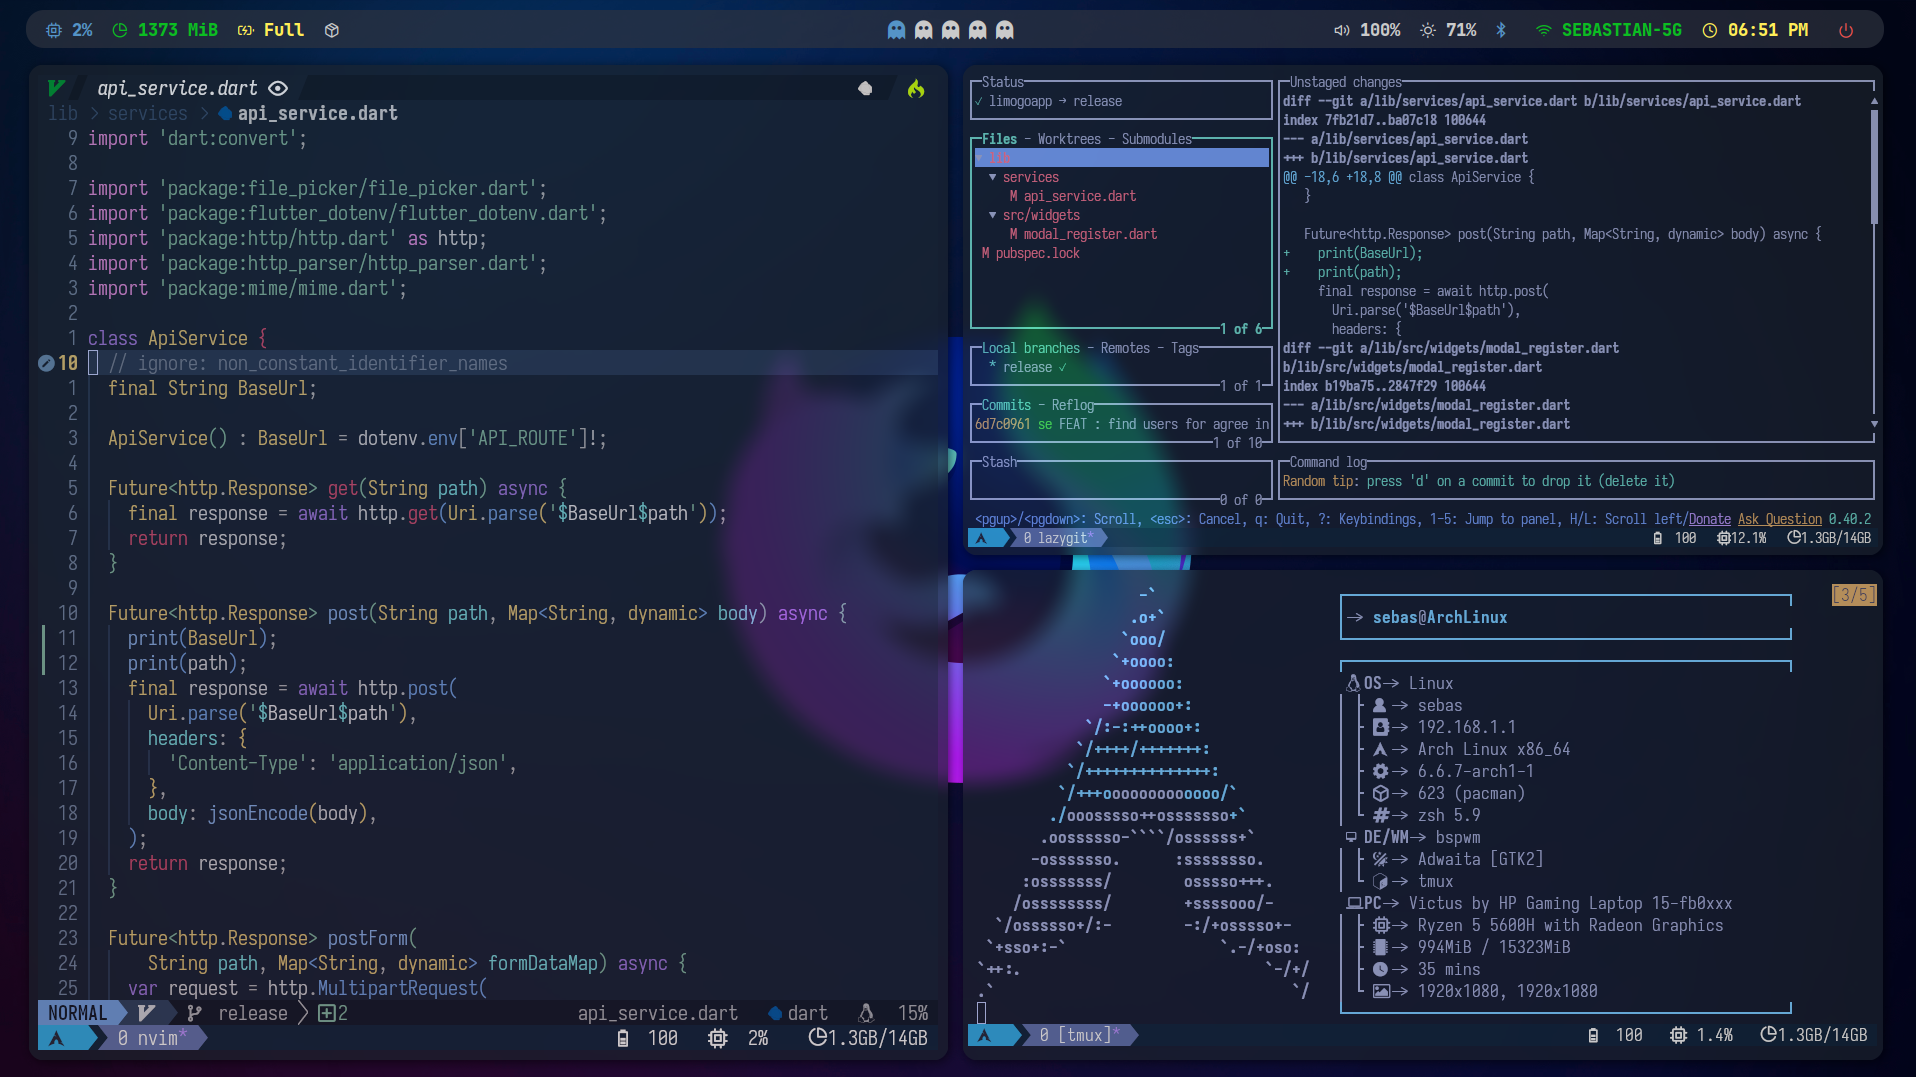 2% 1373 MiB Full 100% 71% SEBASTIAN-5G 06:51 PM
api_service.dart
lib > services > api_service.dart
9 import 'dart:convert';
8
7 import 'package:file_picker/file_picker.dart';
6 import 'package:flutter_dotenv/flutter_dotenv.dart';
5 import 'package:http/http.dart' as http;
4 import 'package:http_parser/http_parser.dart';
3 import 'package:mime/mime.dart';
2
1 class ApiService {
10 // ignore: non_constant_identifier_names
1 final String BaseUrl;
2
3 ApiService() : BaseUrl = dotenv.env['API_ROUTE']!;
4
5 Future<http.Response> get(String path) async {
6 final response = await http.get(Uri.parse('$BaseUrl$path'));
7 return response;
8 }
9
10 Future<http.Response> post(String path, Map<String, dynamic> body) async {
11 print(BaseUrl);
12 print(path);
13 final response = await http.post(
14 Uri.parse('$BaseUrl$path'),
15 headers: {
16 'Content-Type': 'application/json',
17 },
18 body: jsonEncode(body),
19 );
20 return response;
21 }
22
23 Future<http.Response> postForm(
24 String path, Map<String, dynamic> formDataMap) async {
25 var request = http.MultipartRequest(
NORMAL release 2 api_service.dart dart 15%
0 nvim* 100 2% 1.3GB/14GB
Status
✓ limogoapp → release
Files - Worktrees - Submodules
▼ lib
▼ services
M api_service.dart
▼ src/widgets
M modal_register.dart
M pubspec.lock
1 of 6
Local branches - Remotes - Tags
* release ✓
1 of 1
Commits - Reflog
6d7c0961 se FEAT : find users for agree in
1 of 10
Stash
0 of 0
Unstaged changes
diff --git a/lib/services/api_service.dart b/lib/services/api_service.dart
index 7fb21d7..ba07c18 100644
--- a/lib/services/api_service.dart
+++ b/lib/services/api_service.dart
@@ -18,6 +18,8 @@ class ApiService {
}
Future<http.Response> post(String path, Map<String, dynamic> body) async {
+ print(BaseUrl);
+ print(path);
final response = await http.post(
Uri.parse('$BaseUrl$path'),
headers: {
diff --git a/lib/src/widgets/modal_register.dart
b/lib/src/widgets/modal_register.dart
index b19ba75..2847f29 100644
--- a/lib/src/widgets/modal_register.dart
+++ b/lib/src/widgets/modal_register.dart
Command log
Random tip: press 'd' on a commit to drop it (delete it)
<pgup>/<pgdown>: Scroll, <esc>: Cancel, q: Quit, ?: Keybindings, 1-5: Jump to panel, H/L: Scroll left/Donate Ask Question 0.40.2
0 lazygit* 100 12.1% 1.3GB/14GB
[3/5]
-`
.o+`
`ooo/
`+oooo:
`+oooooo:
-+oooooo+:
`/:-:++oooo+:
`/++++/+++++++:
`/++++++++++++++:
`/+++ooooooooooooo/`
./ooosssso++osssssso+`
.oossssso-````/ossssss+`
-osssssso. :ssssssso.
:osssssss/ osssso+++.
/ossssssss/ +ssssooo/-
`/ossssso+/:- -:/+osssso+-
`+sso+:-` `.-/+oso:
`++:. `-/+/
.` `/
→ sebas@ArchLinux
OS→ Linux
→ sebas
→ 192.168.1.1
→ Arch Linux x86_64
→ 6.6.7-arch1-1
→ 623 (pacman)
→ zsh 5.9
DE/WM→ bspwm
→ Adwaita [GTK2]
→ tmux
PC→ Victus by HP Gaming Laptop 15-fb0xxx
→ Ryzen 5 5600H with Radeon Graphics
→ 994MiB / 15323MiB
→ 35 mins
→ 1920x1080, 1920x1080
0 [tmux]* 100 1.4% 1.3GB/14GB